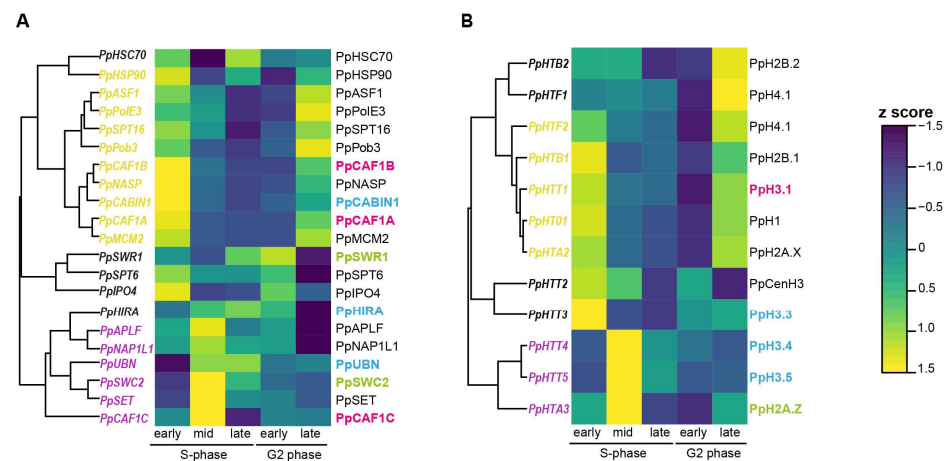 A
PpHSC70 PpHSC70
PpHSP90 PpHSP90
PpASF1 PpASF1
PpPolE3 PpPolE3
PpSPT16 PpSPT16
PpPob3 PpPob3
PpCAF1B PpCAF1B
PpNASP PpNASP
PpCABIN1 PpCABIN1
PpCAF1A PpCAF1A
PpMCM2 PpMCM2
PpSWR1 PpSWR1
PpSPT6 PpSPT6
PpIPO4 PpIPO4
PpHIRA PpHIRA
PpAPLF PpAPLF
PpNAP1L1 PpNAP1L1
PpUBN PpUBN
PpSWC2 PpSWC2
PpSET PpSET
PpCAF1C PpCAF1C
early mid late early late
S-phase G2 phase
B
PpHTB2 PpH2B.2
PpHTF1 PpH4.1
PpHTF2 PpH4.1
PpHTB1 PpH2B.1
PpHTT1 PpH3.1
PpHTO1 PpH1
PpHTA2 PpH2A.X
PpHTT2 PpCenH3
PpHTT3 PpH3.3
PpHTT4 PpH3.4
PpHTT5 PpH3.5
PpHTA3 PpH2A.Z
early mid late early late
S-phase G2 phase
z score
-1.5
-1.0
-0.5
0
0.5
1.0
1.5